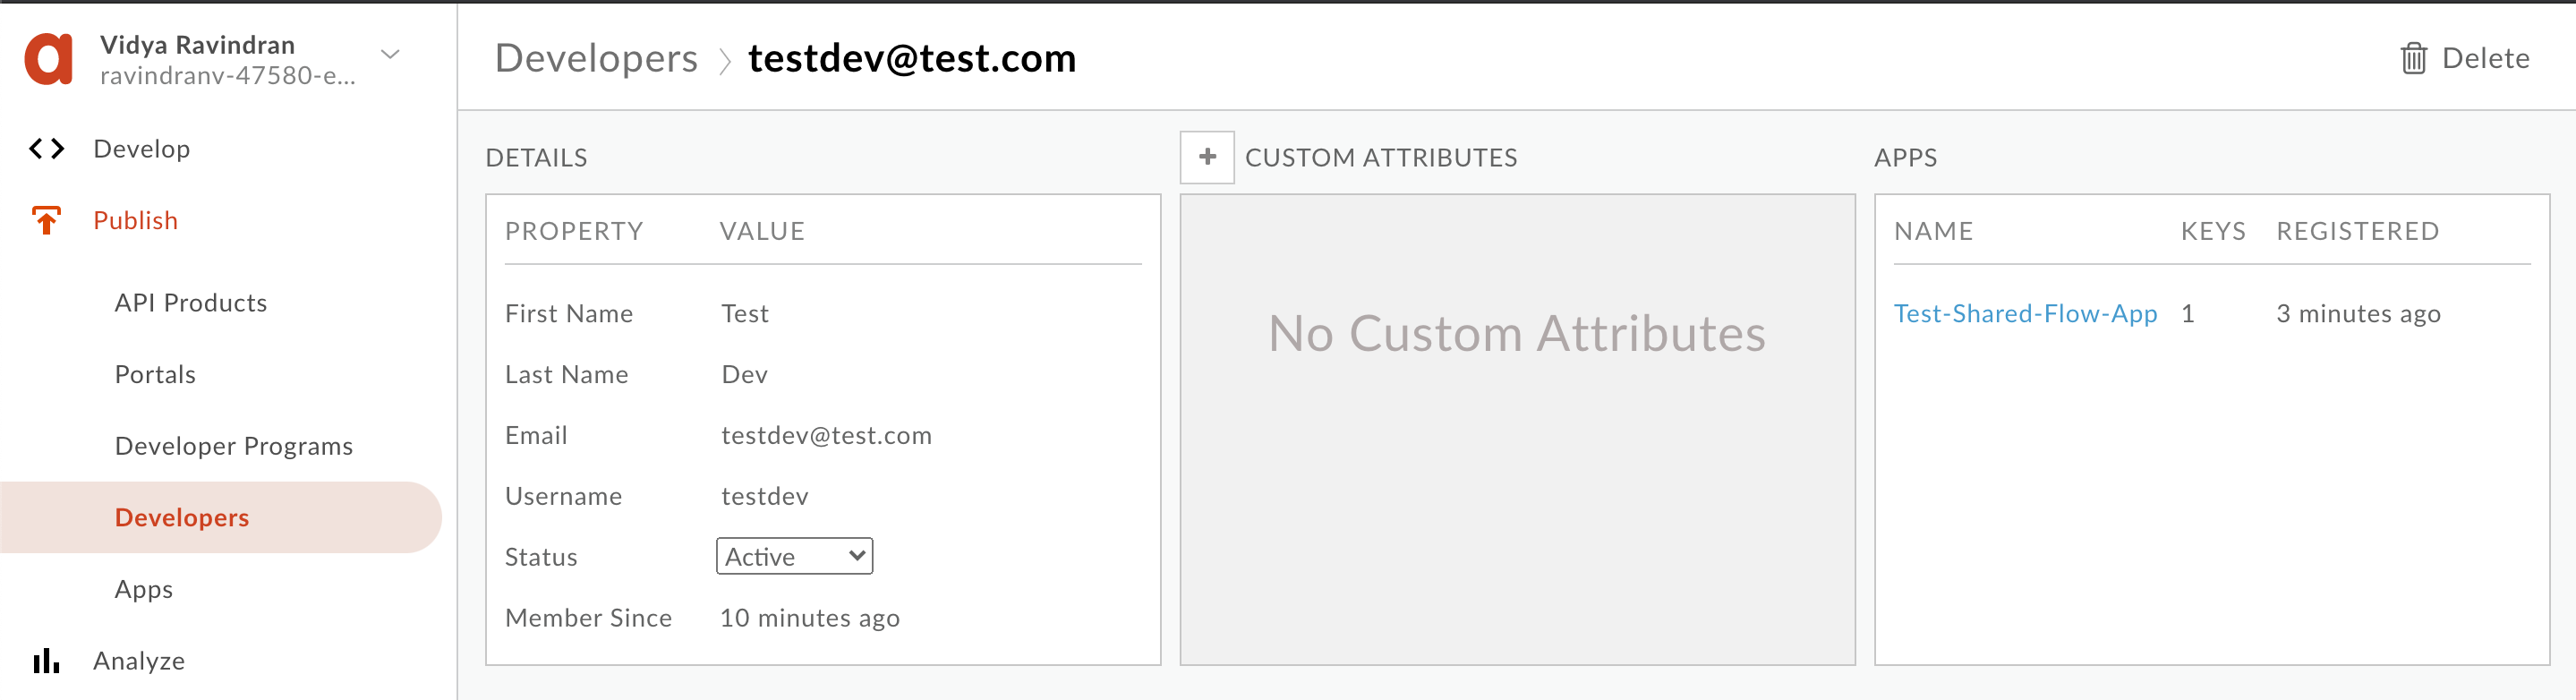 Vidya Ravindran
ravindranv-47580-e...
Develop
Publish
API Products
Portals
Developer Programs
Developers
Apps
Analyze
Developers > testdev@test.com
Delete
DETAILS
PROPERTY VALUE
First Name Test
Last Name Dev
Email testdev@test.com
Username testdev
Status Active
Member Since 10 minutes ago
+ CUSTOM ATTRIBUTES
No Custom Attributes
APPS
NAME KEYS REGISTERED
Test-Shared-Flow-App 1 3 minutes ago